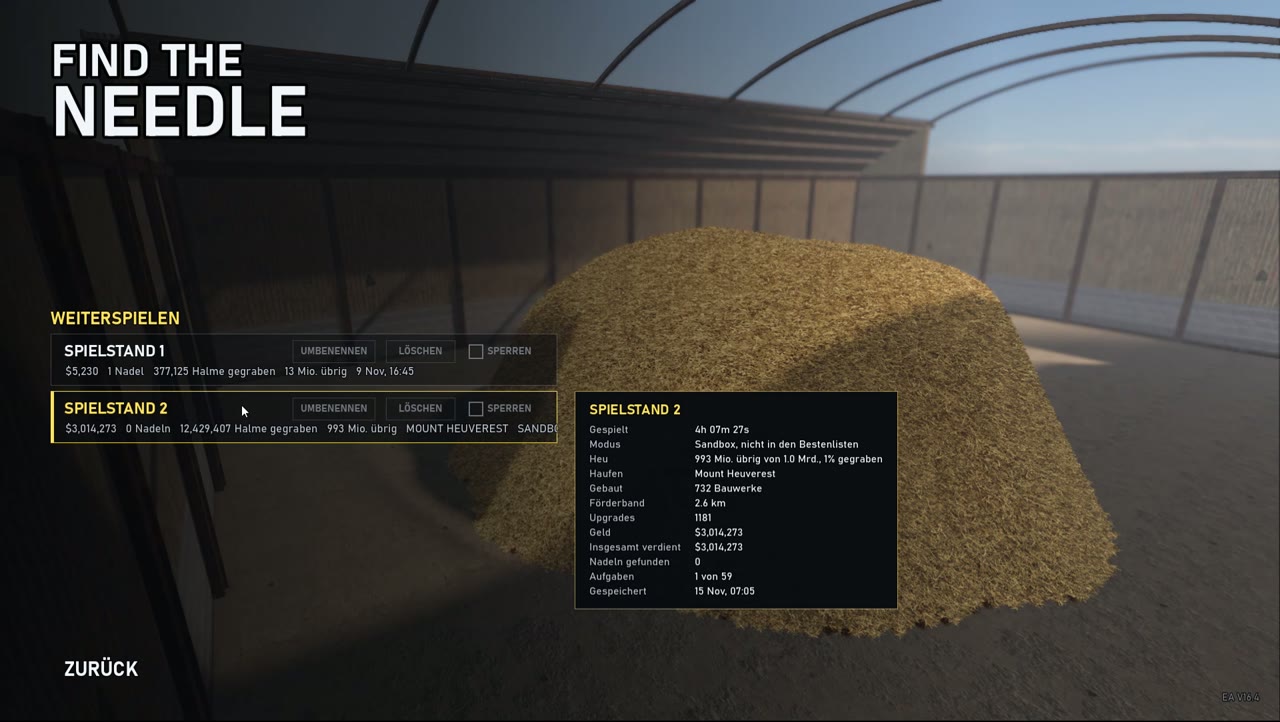 FIND THE
NEEDLE
WEITERSPIELEN
SPIELSTAND 1 UMBENENNEN LÖSCHEN SPERREN
$5,230 1 Nadel 377,125 Halme gegraben 13 Mio. übrig 9 Nov, 16:45
SPIELSTAND 2 UMBENENNEN LÖSCHEN SPERREN
$3,014,273 0 Nadeln 12,429,407 Halme gegraben 993 Mio. übrig MOUNT HEUVEREST SANDBO
SPIELSTAND 2
Gespielt 4h 07m 27s
Modus Sandbox, nicht in den Bestenlisten
Heu 993 Mio. übrig von 1.0 Mrd., 1% gegraben
Haufen Mount Heuverest
Gebaut 732 Bauwerke
Förderband 2.6 km
Upgrades 1181
Geld $3,014,273
Insgesamt verdient $3,014,273
Nadeln gefunden 0
Aufgaben 1 von 59
Gespeichert 15 Nov, 07:05
ZURÜCK
EA V16.4